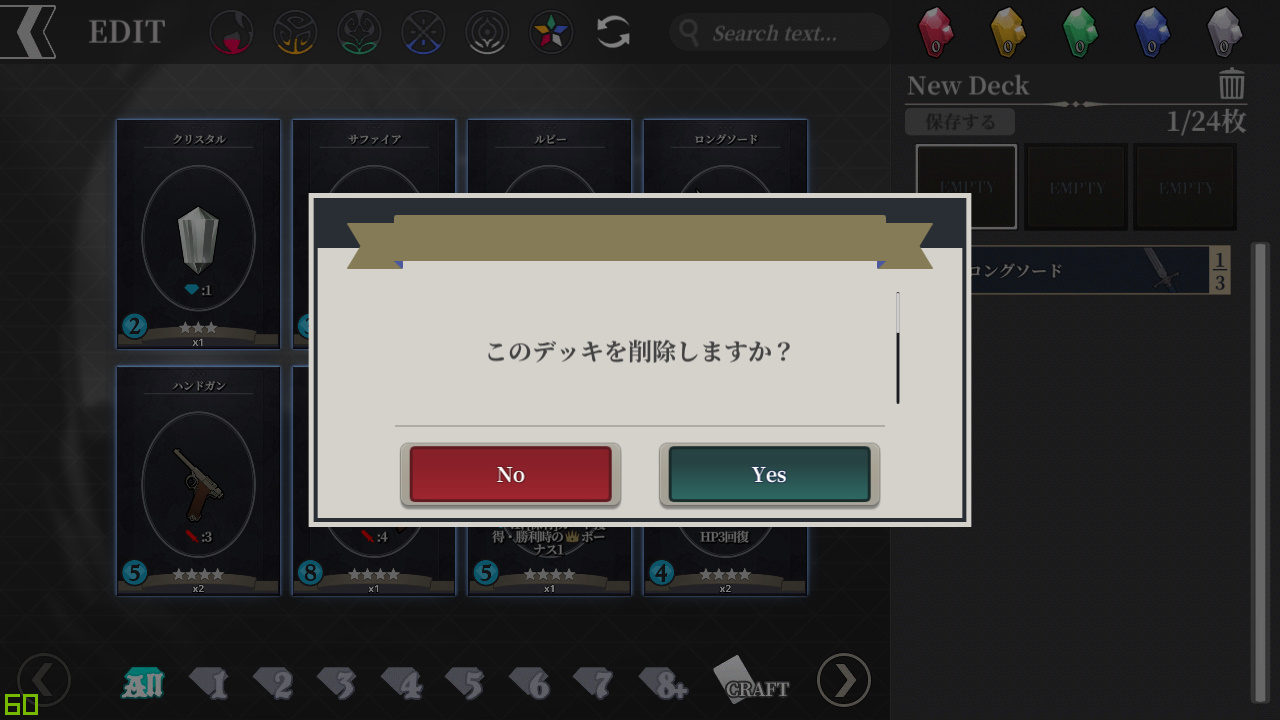 EDIT
Search text...
0
0
0
0
0
New Deck
保存する
1/24枚
EMPTY
EMPTY
EMPTY
ロングソード
1
3
クリスタル
:1
2
x1
サファイア
ルビー
ロングソード
このデッキを削除しますか？
No
Yes
ハンドガン
:3
5
x2
:4
8
x1
得・勝利時の
ボー
ナス1
5
x1
HP3回復
4
x2
All
1
2
3
4
5
6
7
8+
CRAFT
60